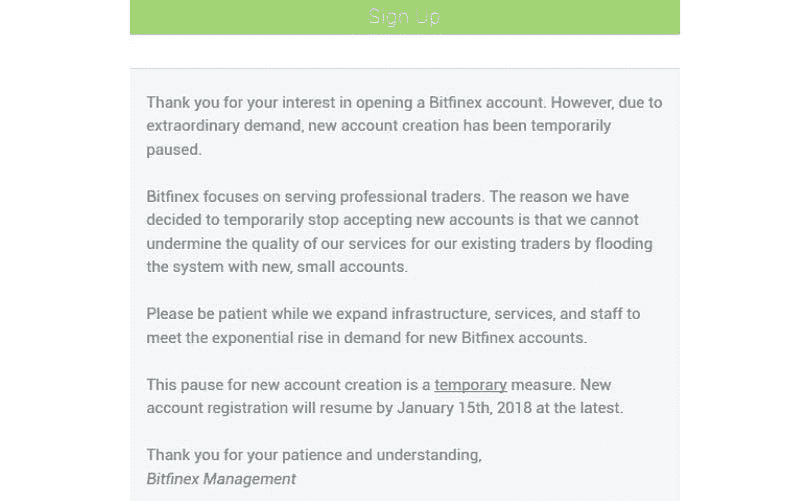 Sign Up
Thank you for your interest in opening a Bitfinex account. However, due to
extraordinary demand, new account creation has been temporarily
paused.
Bitfinex focuses on serving professional traders. The reason we have
decided to temporarily stop accepting new accounts is that we cannot
undermine the quality of our services for our existing traders by flooding
the system with new, small accounts.
Please be patient while we expand infrastructure, services, and staff to
meet the exponential rise in demand for new Bitfinex accounts.
This pause for new account creation is a temporary measure. New
account registration will resume by January 15th, 2018 at the latest.
Thank you for your patience and understanding,
Bitfinex Management